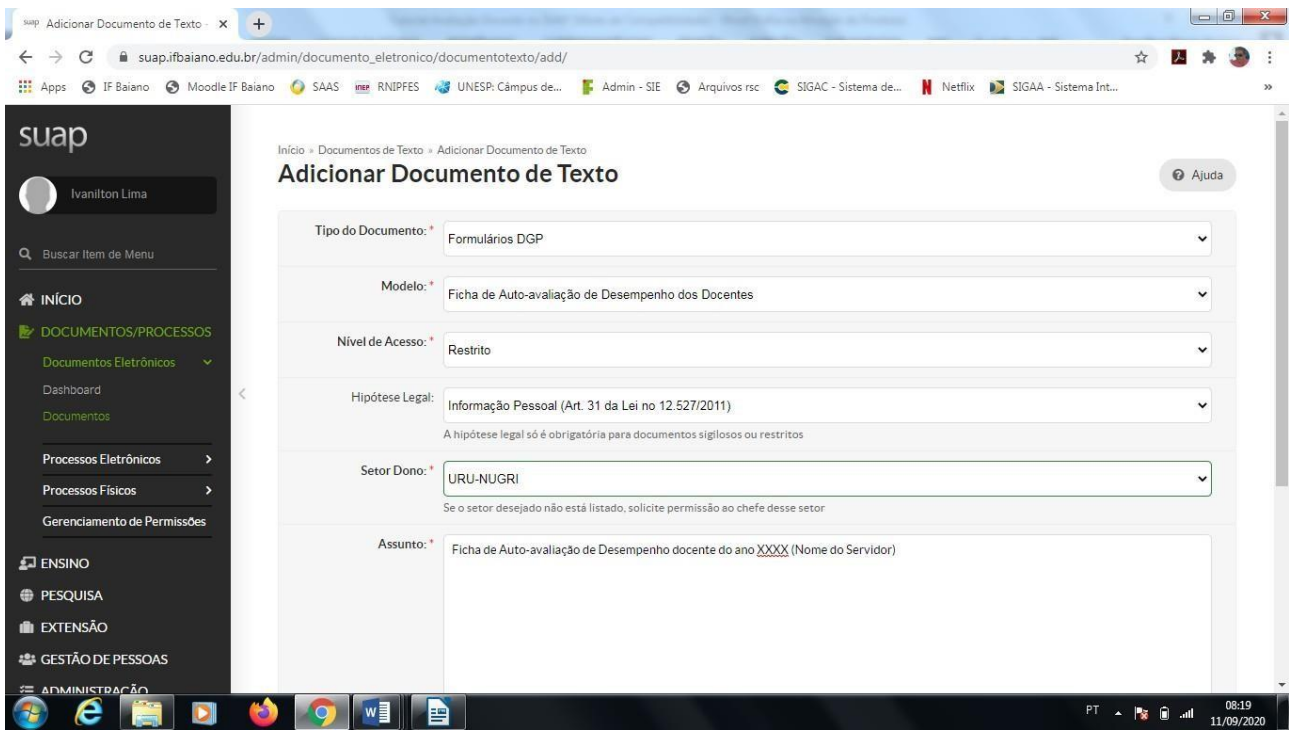 suap Adicionar Documento de Texto -
suap.ifbaiano.edu.br/admin/documento_eletronico/documentotexto/add/
Apps IF Baiano Moodle IF Baiano SAAS inep RNIPFES UNESP: Câmpus de... Admin - SIE Arquivos rsc SIGAC - Sistema de... N Netflix SIGAA - Sistema Int... »
suap
Ivanilton Lima
Buscar Item de Menu
INÍCIO
DOCUMENTOS/PROCESSOS
Documentos Eletrônicos
Dashboard
Documentos
Processos Eletrônicos
Processos Físicos
Gerenciamento de Permissões
ENSINO
PESQUISA
EXTENSÃO
GESTÃO DE PESSOAS
ADMINISTRAÇÃO
Início » Documentos de Texto » Adicionar Documento de Texto
Adicionar Documento de Texto
Ajuda
Tipo do Documento: * Formulários DGP
Modelo: * Ficha de Auto-avaliação de Desempenho dos Docentes
Nível de Acesso: * Restrito
Hipótese Legal: Informação Pessoal (Art. 31 da Lei no 12.527/2011)
A hipótese legal só é obrigatória para documentos sigilosos ou restritos
Setor Dono: * URU-NUGRI
Se o setor desejado não está listado, solicite permissão ao chefe desse setor
Assunto: * Ficha de Auto-avaliação de Desempenho docente do ano XXXX (Nome do Servidor)
PT 08:19
11/09/2020